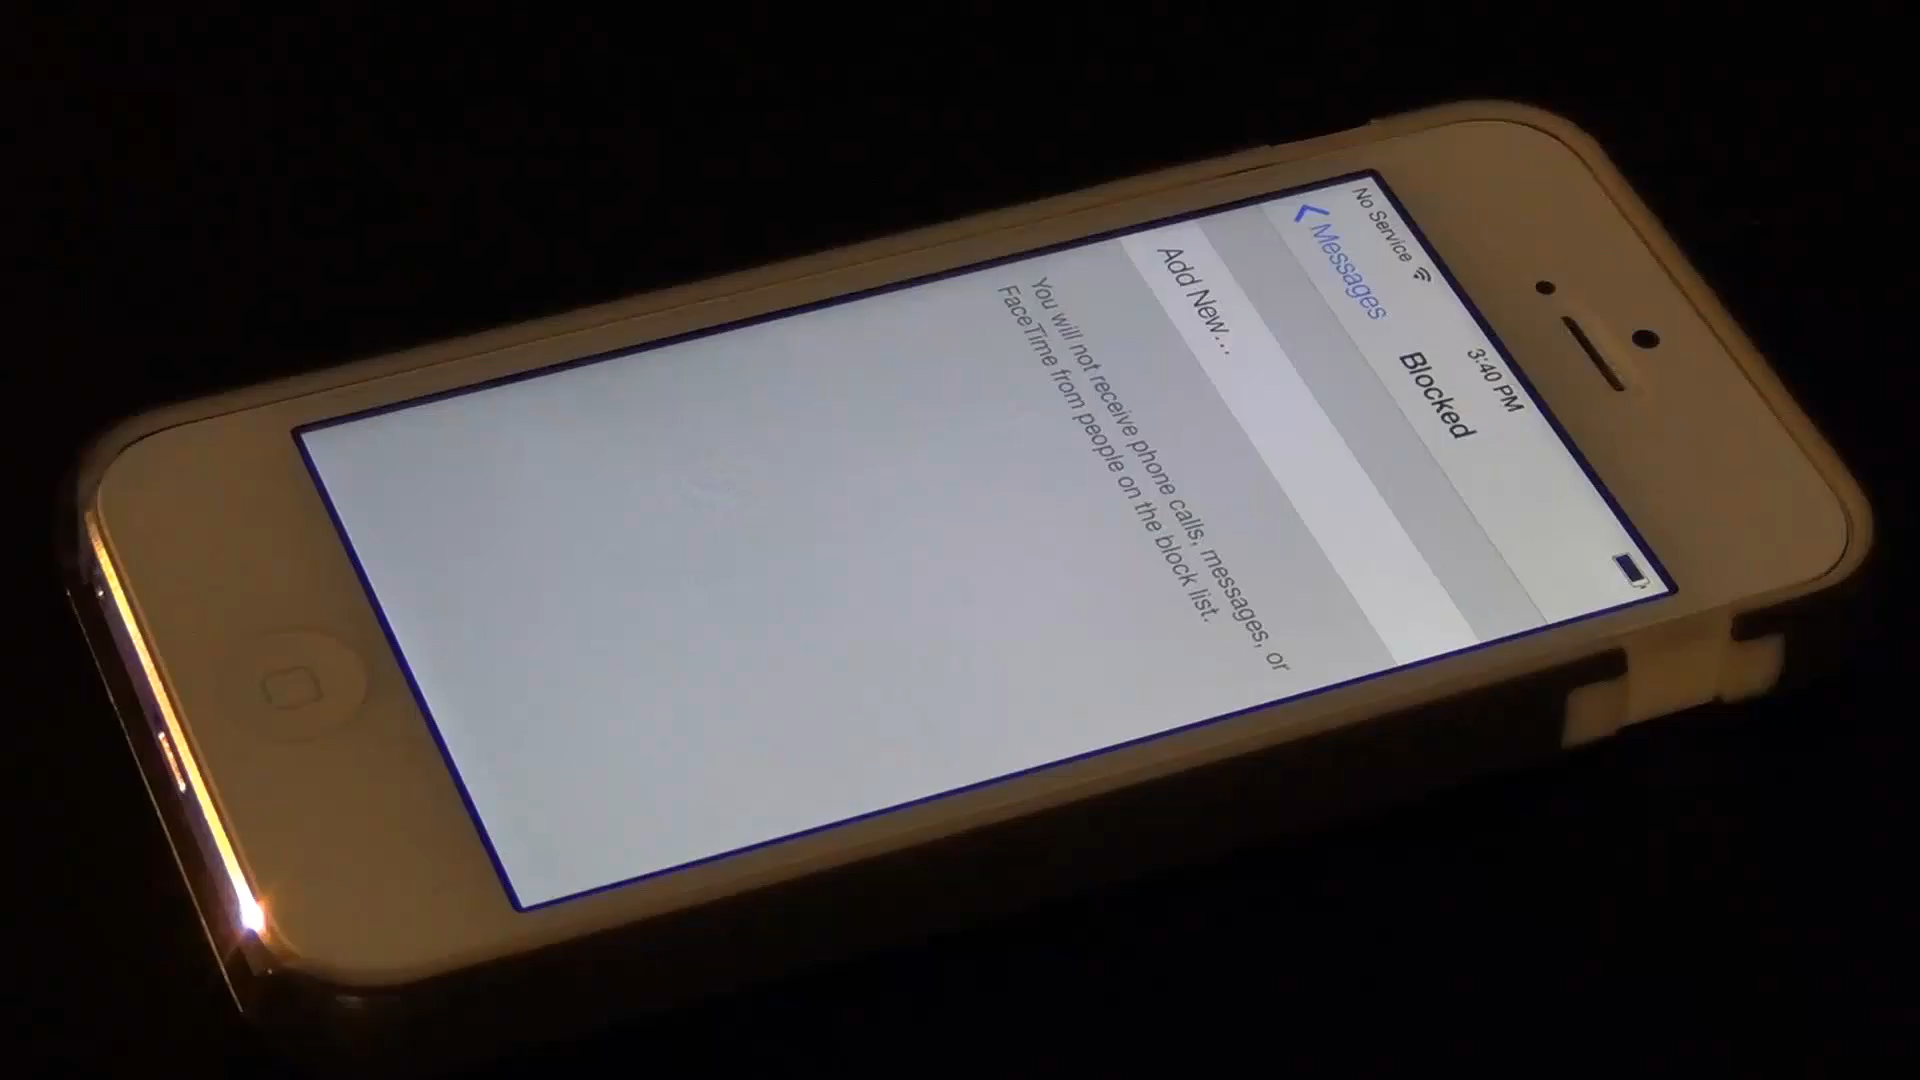 No Service 3:40 PM
Messages Blocked
Add New...
You will not receive phone calls, messages, or
FaceTime from people on the block list.